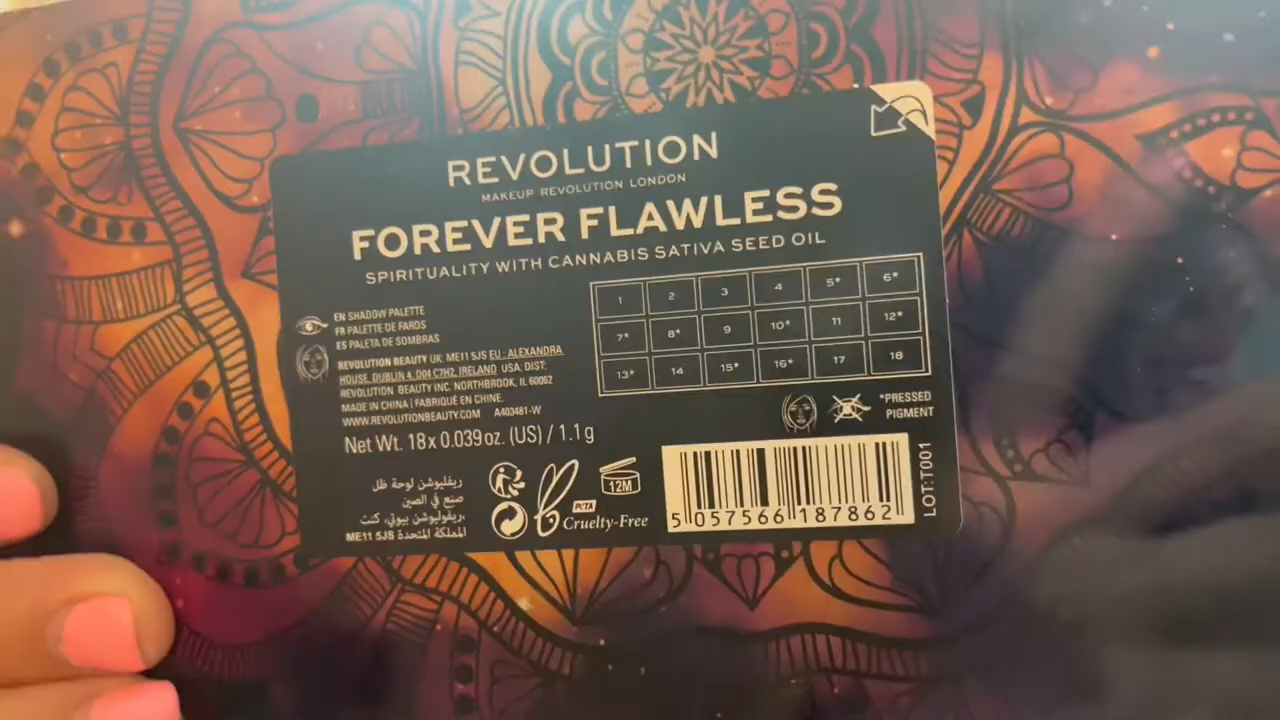 REVOLUTION
MAKEUP REVOLUTION LONDON
FOREVER FLAWLESS
SPIRITUALITY WITH CANNABIS SATIVA SEED OIL
1 2 3 4 5* 6*
7* 8* 9 10* 11 12*
13* 14 15* 16* 17 18
EN SHADOW PALETTE
FR PALETTE DE FARDS
ES PALETA DE SOMBRAS
REVOLUTION BEAUTY UK: ME11 5JS EU: ALEXANDRA
HOUSE, DUBLIN 4, D04 C7H2, IRELAND USA. DIST:
REVOLUTION BEAUTY INC. NORTHBROOK, IL 60062
MADE IN CHINA | FABRIQUÉ EN CHINE.
WWW.REVOLUTIONBEAUTY.COM A403481-W
Net Wt. 18 x 0.039 oz. (US) / 1.1 g
*PRESSED
PIGMENT
ريفليوشن لوحة ظل
صنع في الصين
ريفوليوشن بيوتي، كنت،
المملكة المتحدة ME11 5JS
12M
PETA
Cruelty-Free
5 057566 187862
LOT:T001